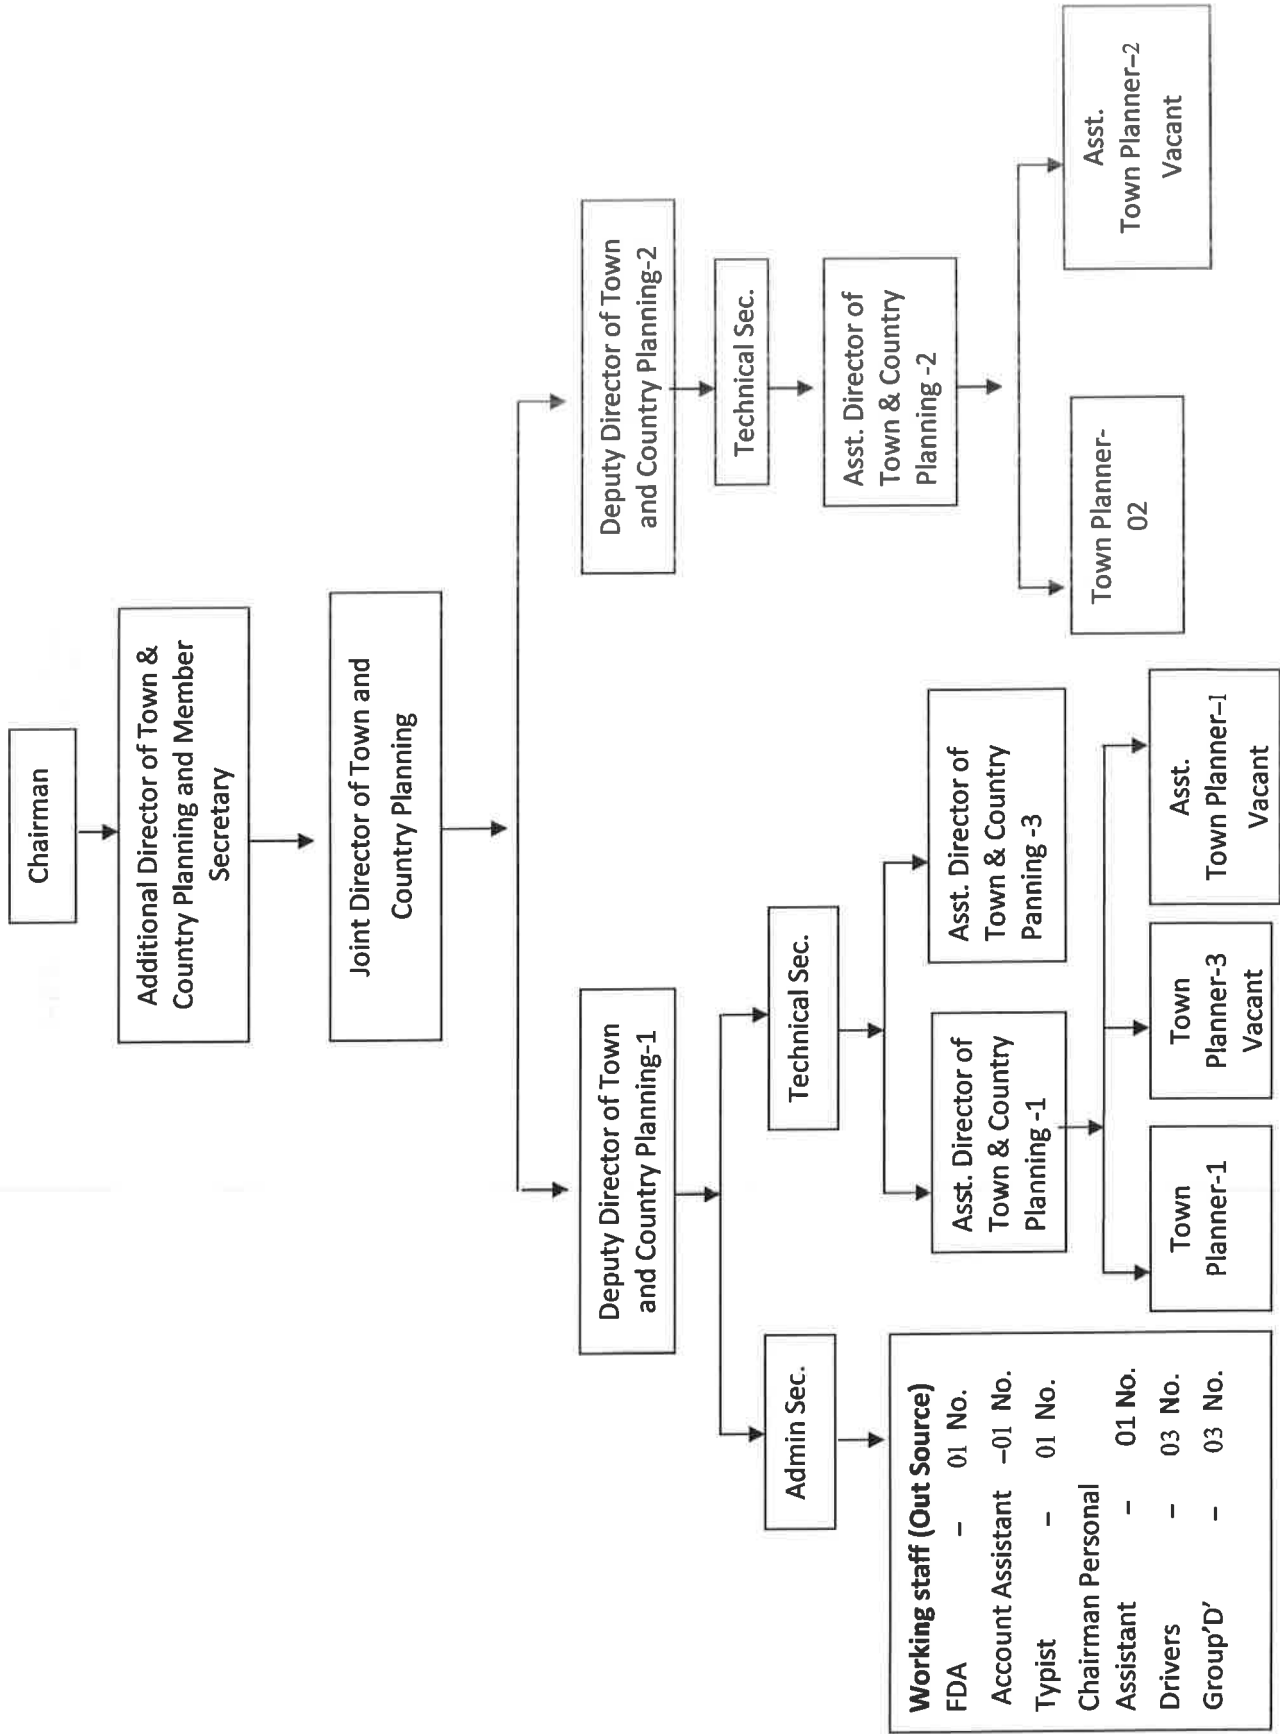 Chairman
Additional Director of Town &
Country Planning and Member
Secretary
Joint Director of Town and
Country Planning
Deputy Director of Town
and Country Planning-1
Deputy Director of Town
and Country Planning-2
Admin Sec.
Technical Sec.
Technical Sec.
Working staff (Out Source)
FDA – 01 No.
Account Assistant –01 No.
Typist – 01 No.
Chairman Personal
Assistant – 01 No.
Drivers – 03 No.
Group'D' – 03 No.
Asst. Director of
Town & Country
Planning -1
Asst. Director of
Town & Country
Panning -3
Asst. Director of
Town & Country
Planning -2
Town
Planner-1
Town
Planner-3
Vacant
Asst.
Town Planner–1
Vacant
Town Planner-
02
Asst.
Town Planner–2
Vacant